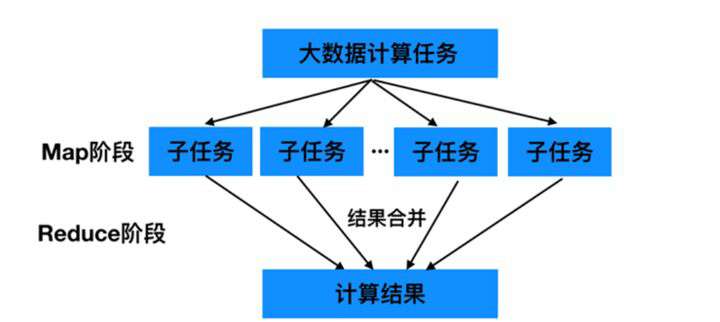 大数据计算任务
Map阶段
子任务
子任务
···
子任务
子任务
结果合并
Reduce阶段
计算结果